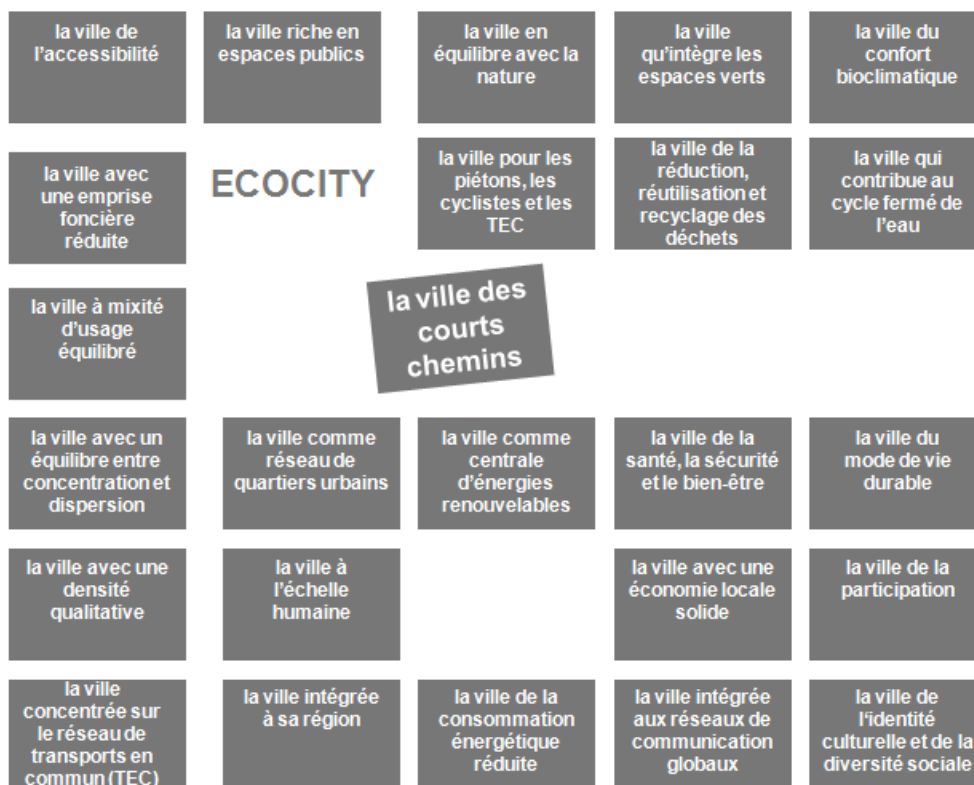 la ville de
l'accessibilité
la ville riche en
espaces publics
la ville en
équilibre avec la
nature
la ville
qu'intègre les
espaces verts
la ville du
confort
bioclimatique
la ville avec
une emprise
foncière
réduite
ECOCITY
la ville pour les
piétons, les
cyclistes et les
TEC
la ville de la
réduction,
réutilisation et
recyclage des
déchets
la ville qui
contribue au
cycle fermé de
l'eau
la ville à mixité
d'usage
équilibré
la ville des
courts
chemins
la ville avec un
équilibre entre
concentration et
dispersion
la ville comme
réseau de
quartiers urbains
la ville comme
centrale
d'énergies
renouvelables
la ville de la
santé, la sécurité
et le bien-être
la ville du
mode de vie
durable
la ville avec une
densité
qualitative
la ville à
l'échelle
humaine
la ville avec une
économie locale
solide
la ville de la
participation
la ville
concentrée sur
le réseau de
transports en
commun (TEC)
la ville intégrée
à sa région
la ville de la
consommation
énergétique
réduite
la ville intégrée
aux réseaux de
communication
globaux
la ville de
l'identité
culturelle et de la
diversité sociale